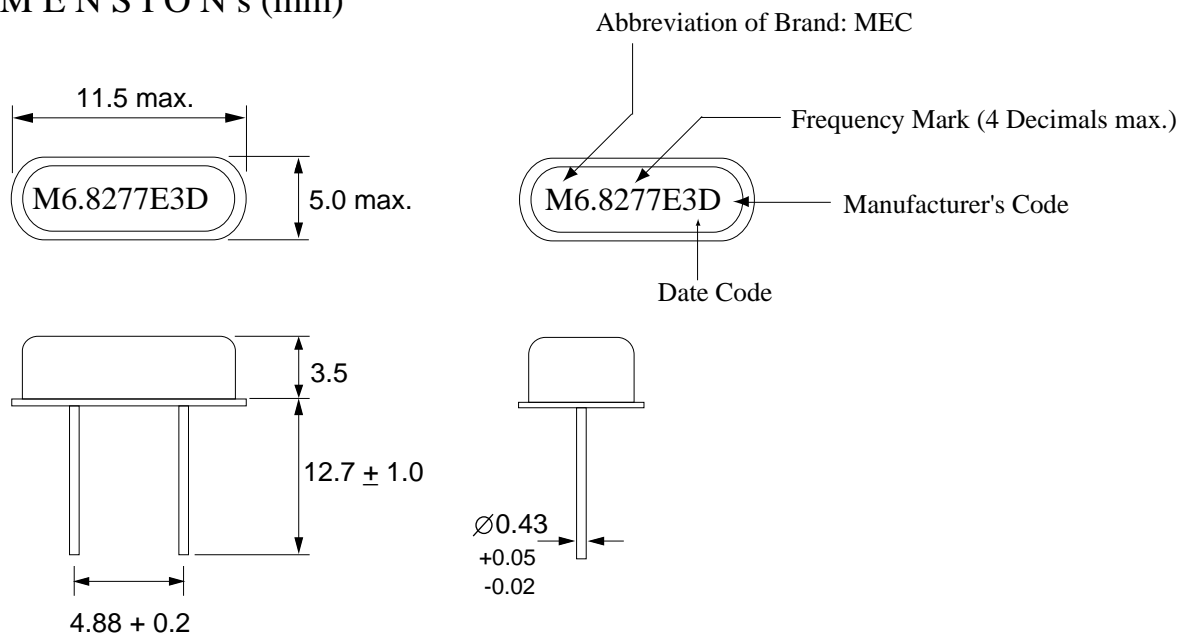 M E N S I O N's (mm)
Abbreviation of Brand: MEC
11.5 max.
Frequency Mark (4 Decimals max.)
M6.8277E3D
5.0 max.
M6.8277E3D
Manufacturer's Code
Date Code
3.5
12.7 ± 1.0
∅0.43
+0.05
-0.02
4.88 + 0.2